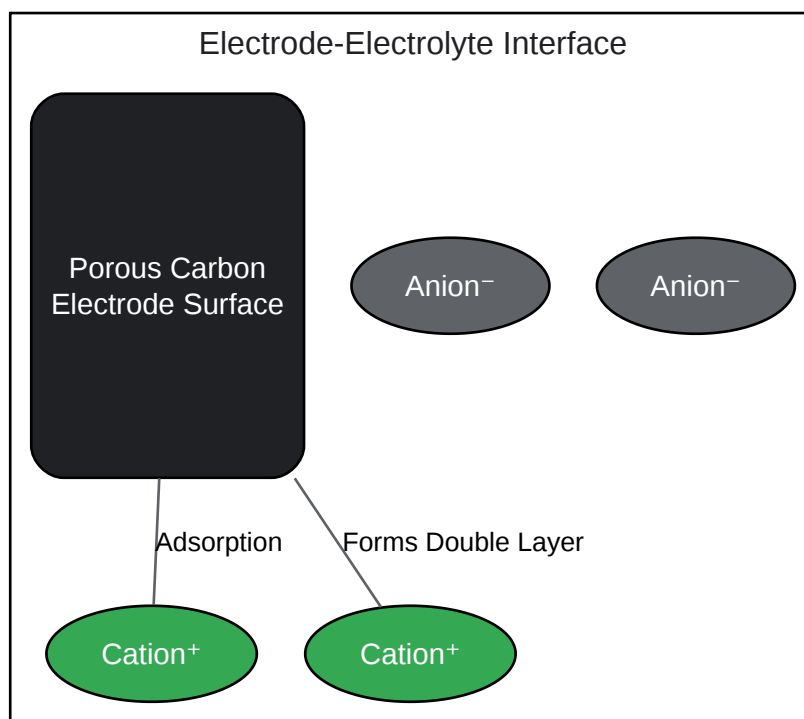 Electrode-Electrolyte Interface
Porous Carbon
Electrode Surface
Anion⁻
Anion⁻
Adsorption
Forms Double Layer
Cation⁺
Cation⁺